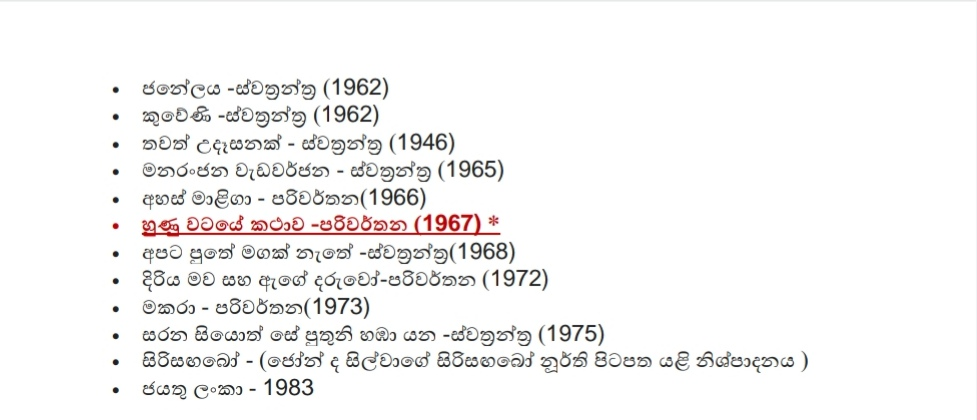 • ජනේලය -ස්වතන්ත්‍ර (1962)
• කුවේණි -ස්වතන්ත්‍ර (1962)
• තවත් උදෑසනක් - ස්වතන්ත්‍ර (1946)
• මනරංජන වැඩවර්ජන - ස්වතන්ත්‍ර (1965)
• අහස් මාළිගා - පරිවර්තන(1966)
• හුණු වටයේ කථාව -පරිවර්තන (1967) *
• අපට පුතේ මගක් නැතේ -ස්වතන්ත්‍ර(1968)
• දිරිය මව සහ ඇගේ දරුවෝ-පරිවර්තන (1972)
• මකරා - පරිවර්තන(1973)
• සරන සියොත් සේ පුතුනි හඹා යන -ස්වතන්ත්‍ර (1975)
• සිරිසඟබෝ - (ජෝන් ද සිල්වාගේ සිරිසඟබෝ නූර්ති පිටපත යළි නිශ්පාදනය )
• ජයතු ලංකා - 1983